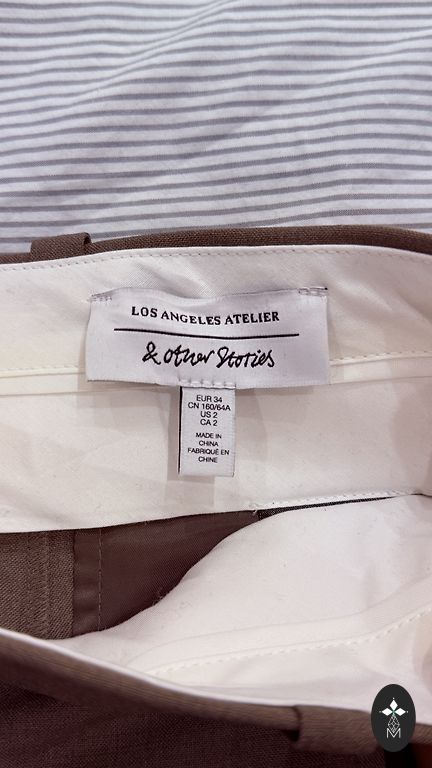 LOS ANGELES ATELIER
& other Stories
EUR 34
CN 160/64A
US 2
CA 2
MADE IN
CHINA
FABRIQUÉ EN
CHINE
M